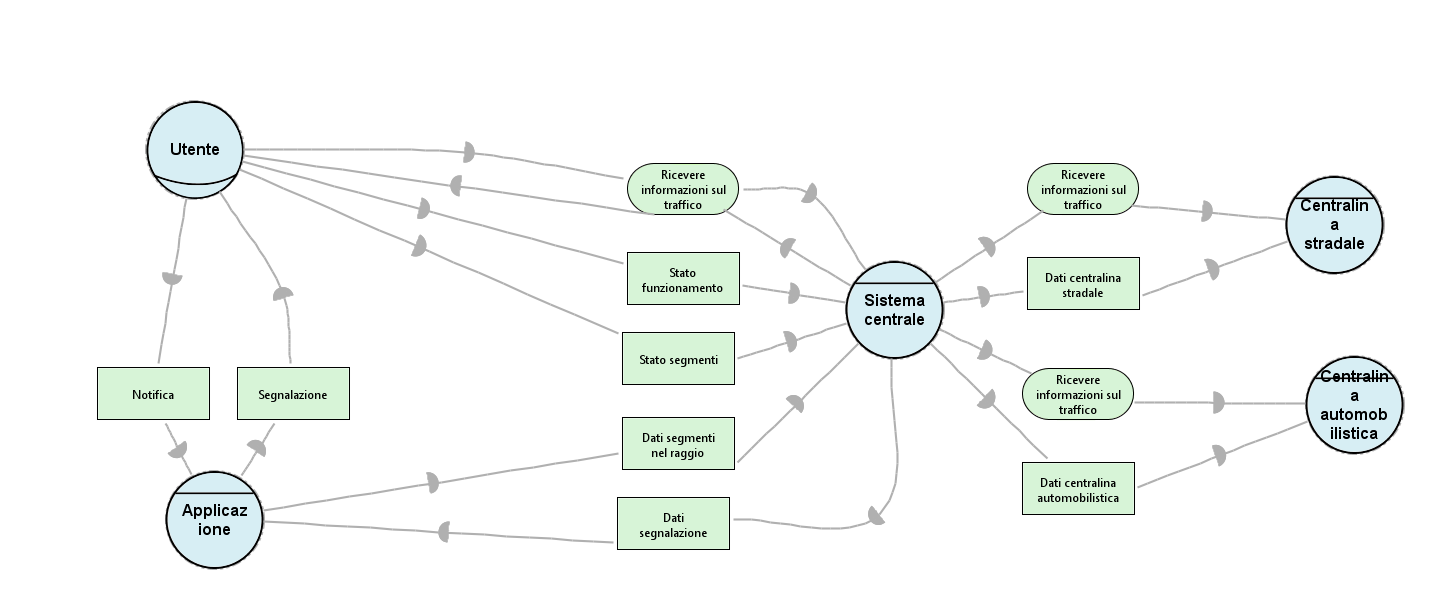 Utente
Ricevere
informazioni sul
traffico
Stato
funzionamento
Stato segmenti
Notifica
Segnalazione
Dati segmenti
nel raggio
Applicaz
ione
Dati
segnalazione
Sistema
centrale
Ricevere
informazioni sul
traffico
Dati centralina
stradale
Centralin
a
stradale
Ricevere
informazioni sul
traffico
Dati centralina
automobilistica
Centralin
a
automob
ilistica